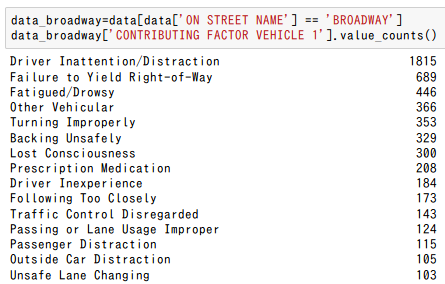 data_broadway=data[data['ON STREET NAME'] == 'BROADWAY']
data_broadway['CONTRIBUTING FACTOR VEHICLE 1'].value_counts()
Driver Inattention/Distraction 1815
Failure to Yield Right-of-Way 689
Fatigued/Drowsy 446
Other Vehicular 366
Turning Improperly 353
Backing Unsafely 329
Lost Consciousness 300
Prescription Medication 208
Driver Inexperience 184
Following Too Closely 173
Traffic Control Disregarded 143
Passing or Lane Usage Improper 124
Passenger Distraction 115
Outside Car Distraction 105
Unsafe Lane Changing 103